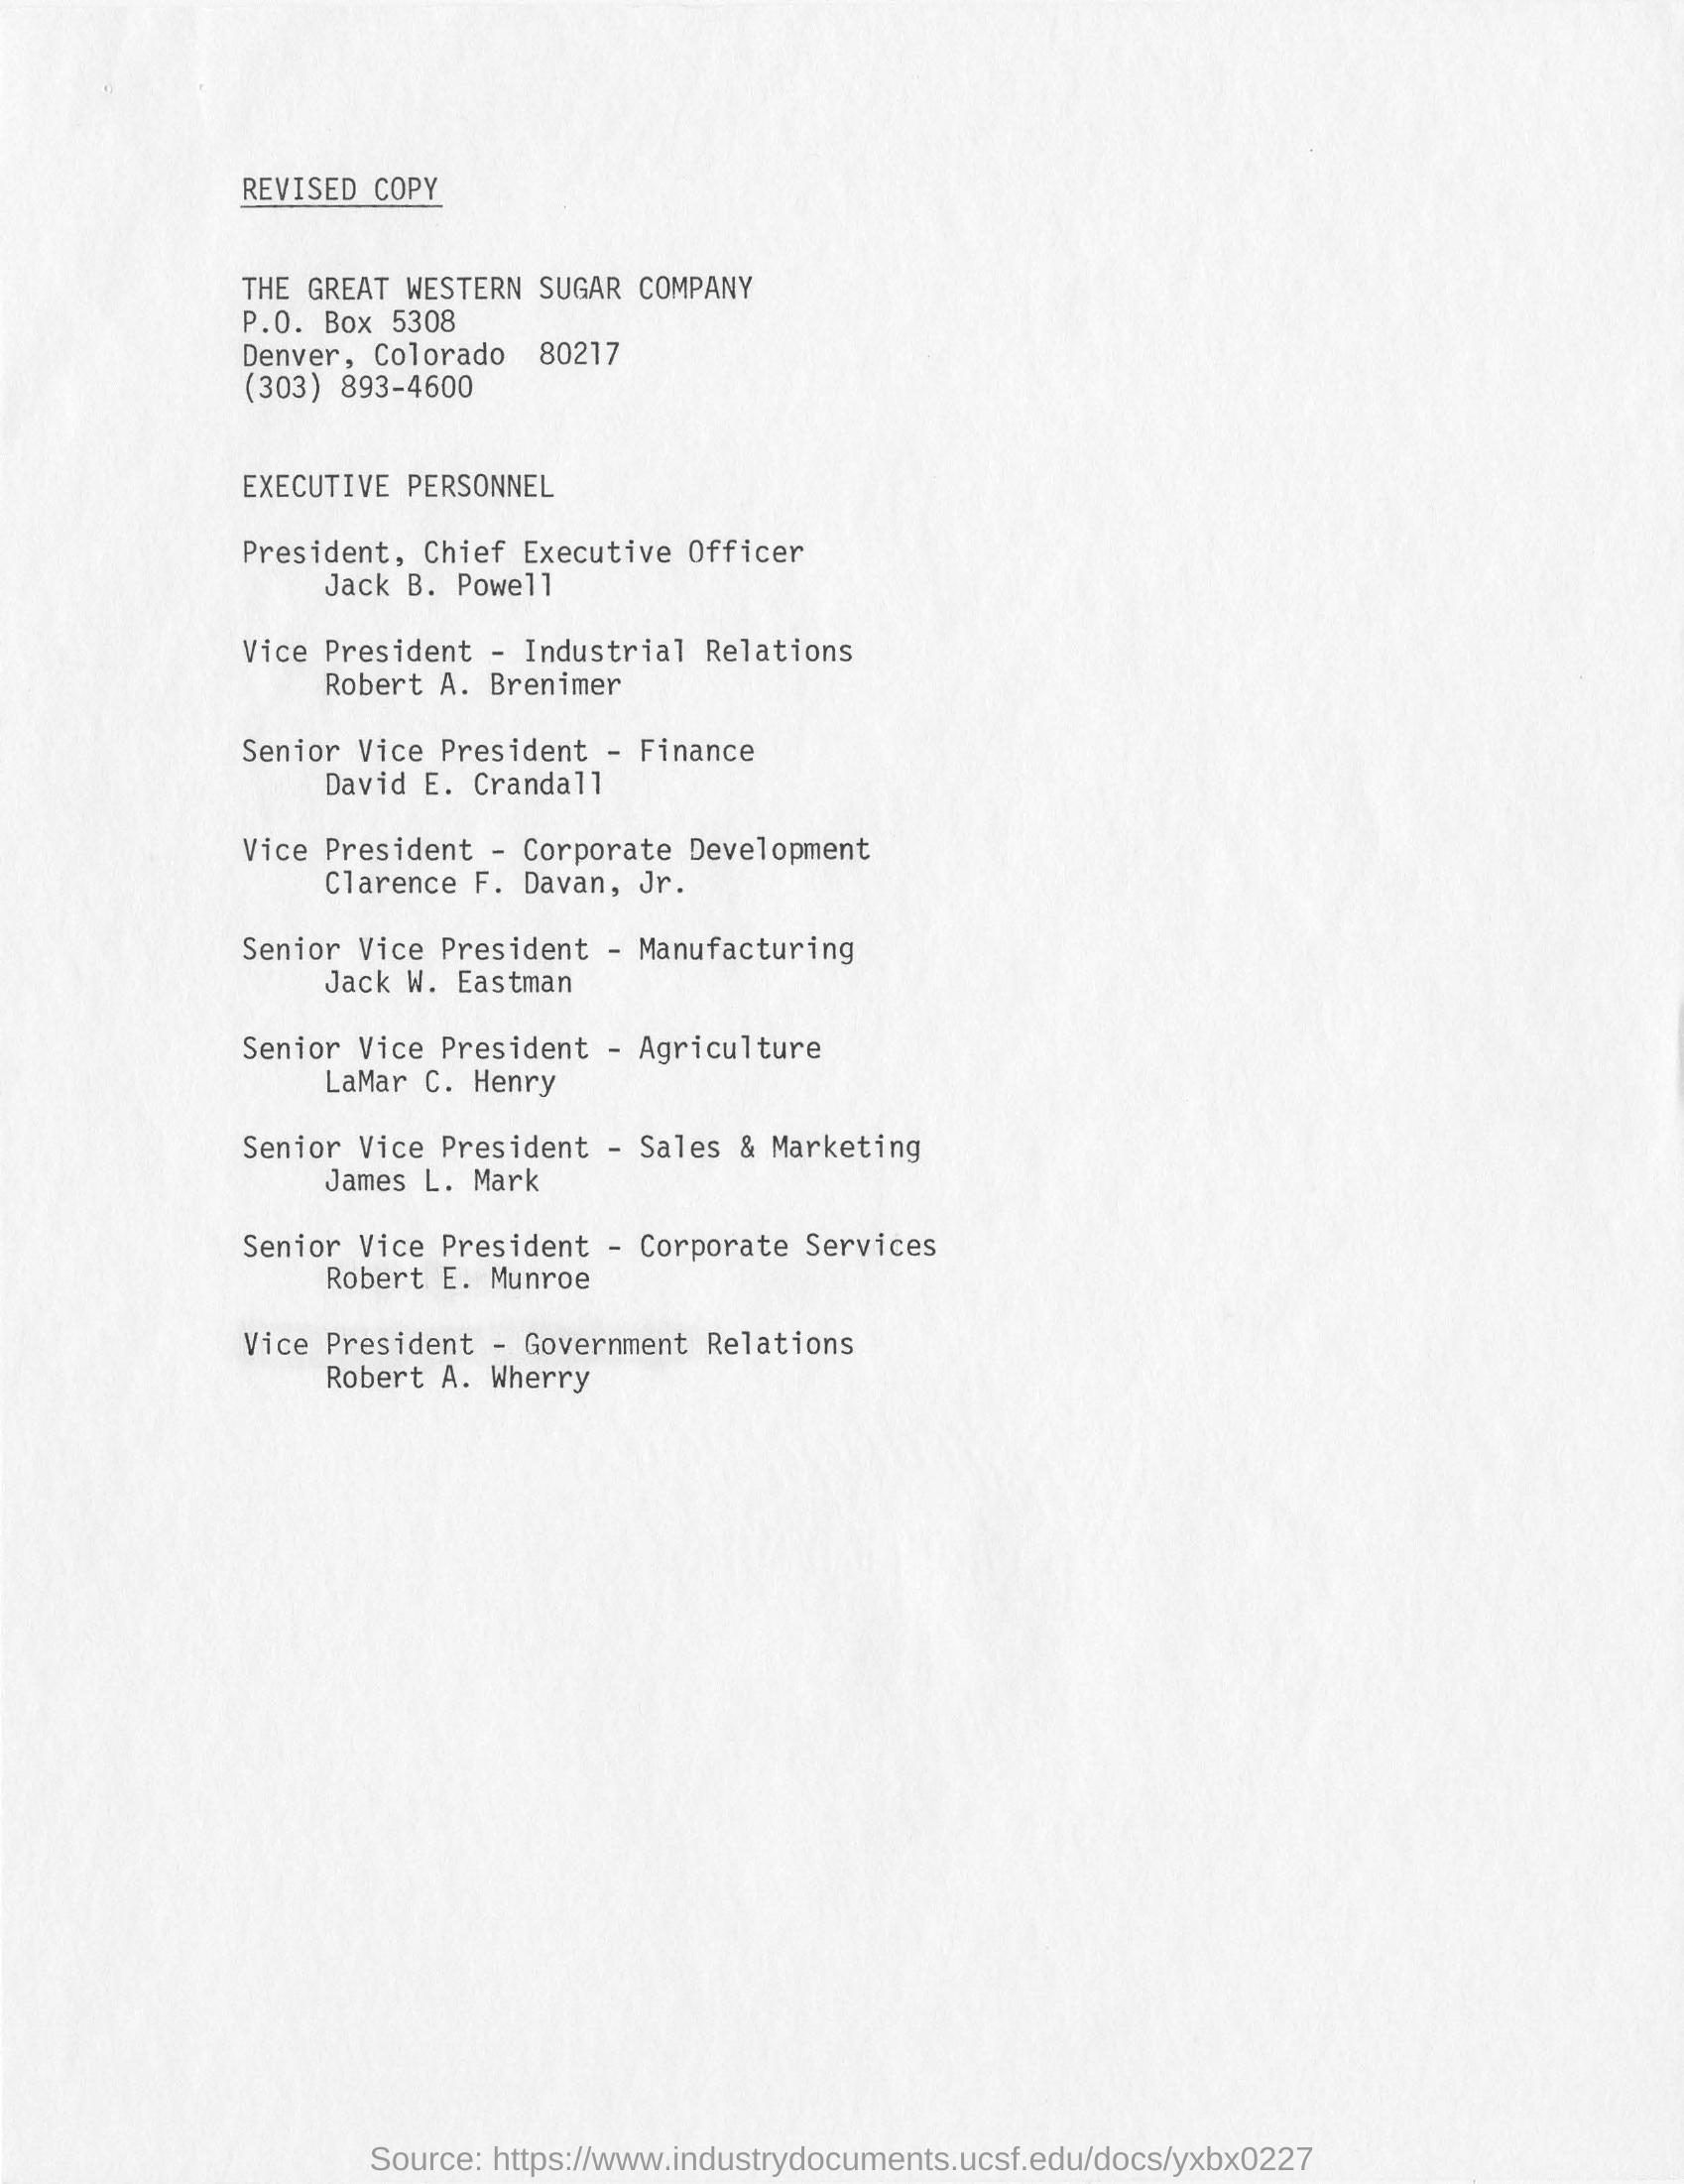 REVISED COPY
THE GREAT WESTERN SUGAR COMPANY
P.O. Box 5308
Denver, Colorado 80217
(303) 893-4600
EXECUTIVE PERSONNEL
President, Chief Executive Officer
Jack B. Powell
Vice President - Industrial Relations
Robert A. Brenimer
Senior Vice President - Finance
David E. Crandall
Vice President - Corporate Development
Clarence F. Davan, Jr.
Senior Vice President - Manufacturing
Jack W. Eastman
Senior Vice President - Agriculture
LaMar C. Henry
Senior Vice President - Sales & Marketing
James L. Mark
Senior Vice President - Corporate Services
Robert E. Munroe
Vice President - Government Relations
Robert A. Wherry
Source: https://www.industrydocuments.ucsf.edu/docs/yxbx0227